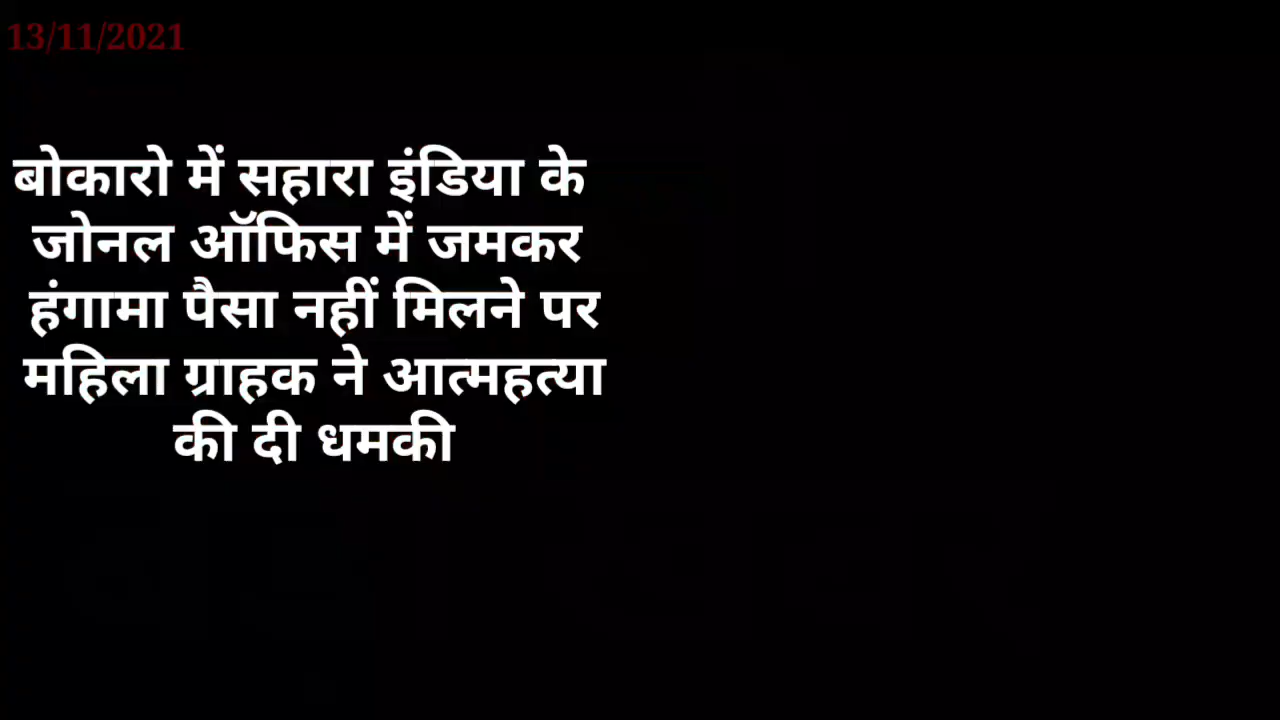 13/11/2021
बोकारो में सहारा इंडिया के
जोनल ऑफिस में जमकर
हंगामा पैसा नहीं मिलने पर
महिला ग्राहक ने आत्महत्या
की दी धमकी